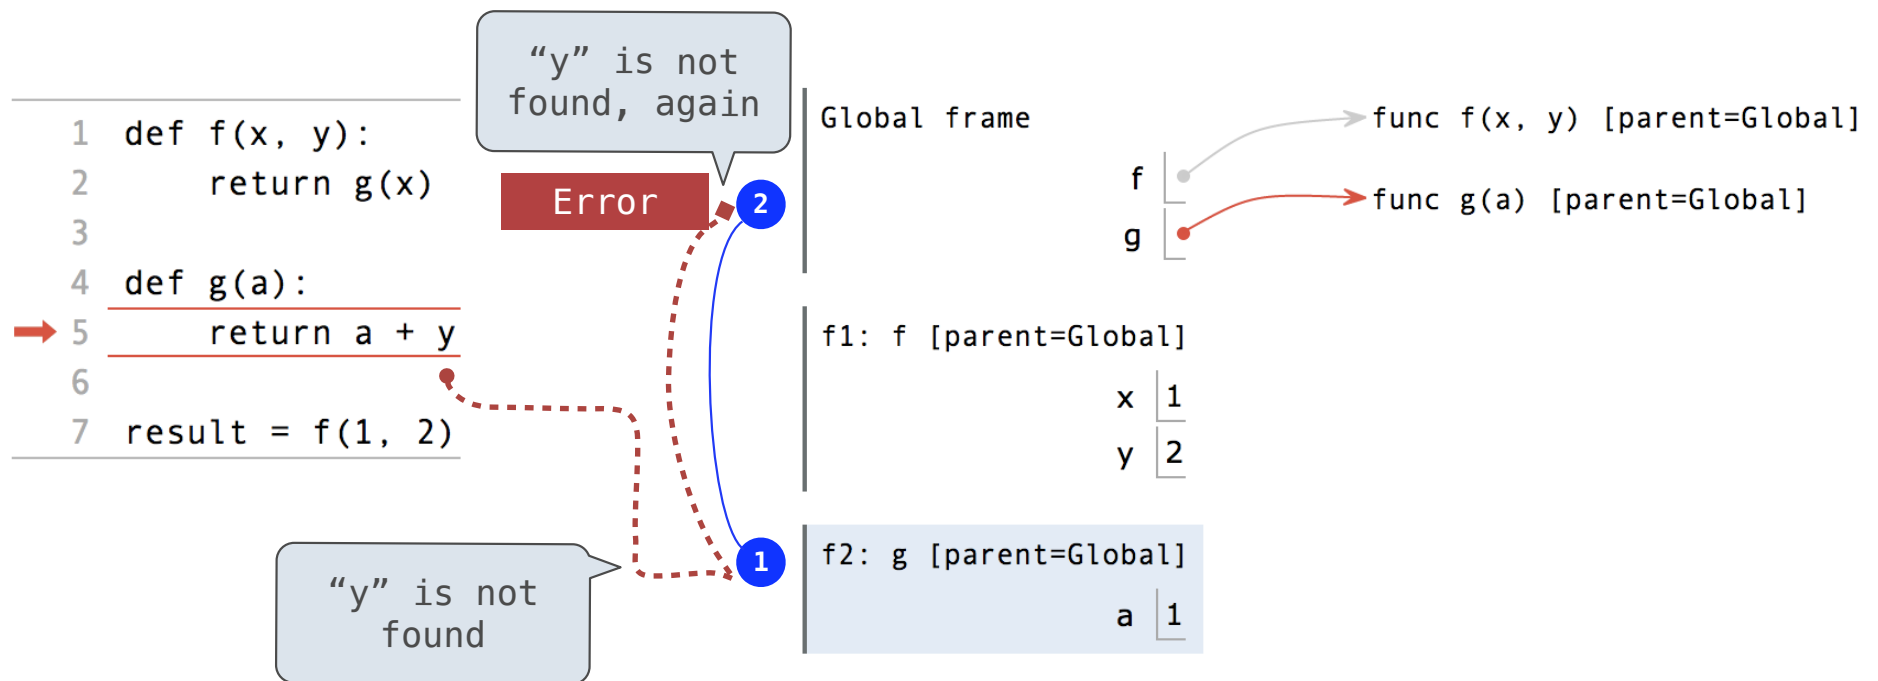 “y” is not
found, again
Error
1 def f(x, y):
2     return g(x)
3
4 def g(a):
5     return a + y
6
7 result = f(1, 2)
“y” is not
found
2
1
Global frame
f
g
func f(x, y) [parent=Global]
func g(a) [parent=Global]
f1: f [parent=Global]
x 1
y 2
f2: g [parent=Global]
a 1